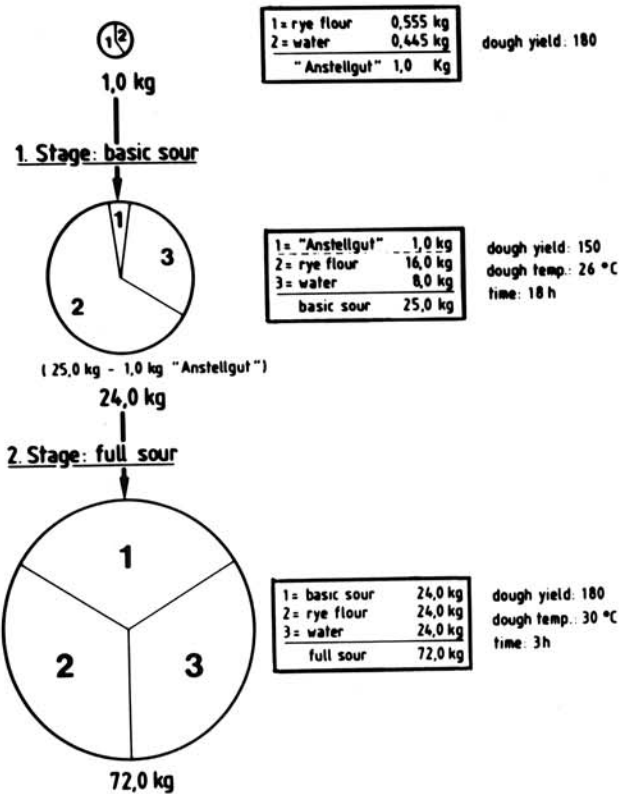 1 2
1,0 kg
1 = rye flour 0,555 kg
2 = water 0,445 kg
"Anstellgut" 1,0 Kg
dough yield: 180
1. Stage: basic sour
1
3
2
1 = "Anstellgut" 1,0 kg
2 = rye flour 16,0 kg
3 = water 8,0 kg
basic sour 25,0 kg
dough yield: 150
dough temp.: 26 °C
time: 18 h
( 25,0 kg - 1,0 kg "Anstellgut")
24,0 kg
2. Stage: full sour
1
2 3
1 = basic sour 24,0 kg
2 = rye flour 24,0 kg
3 = water 24,0 kg
full sour 72,0 kg
dough yield: 180
dough temp.: 30 °C
time: 3h
72,0 kg